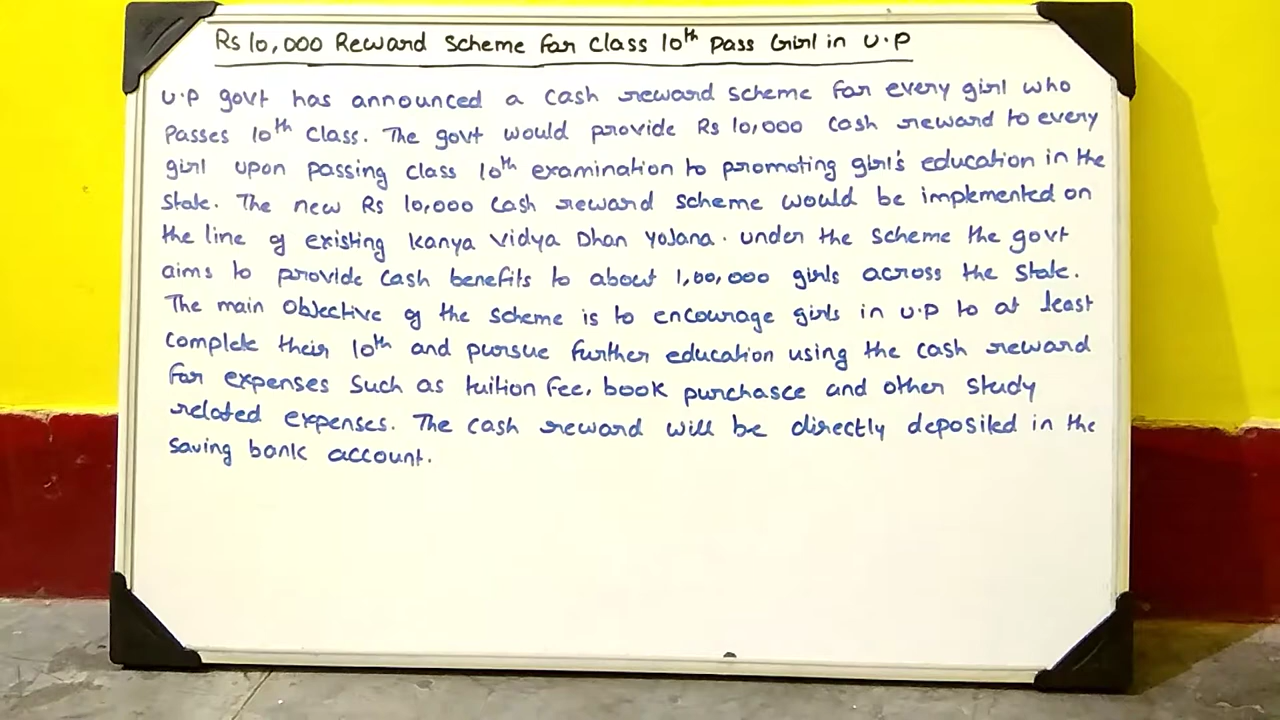 Rs 10,000 Reward Scheme for Class 10th Pass Girl in U.P
U.P govt has announced a cash reward scheme for every girl who
passes 10th class. The govt would provide Rs 10,000 cash reward to every
girl upon passing class 10th examination to promoting girl's education in the
state. The new Rs 10,000 cash reward scheme would be implemented on
the line of existing Kanya Vidya Dhan Yojana. under the scheme the govt
aims to provide cash benefits to about 1,00,000 girls across the state.
The main objective of the scheme is to encourage girls in U.P to at least
complete their 10th and pursue further education using the cash reward
for expenses such as tuition fee, book purchasce and other study
related expenses. The cash reward will be directly deposited in the
saving bank account.